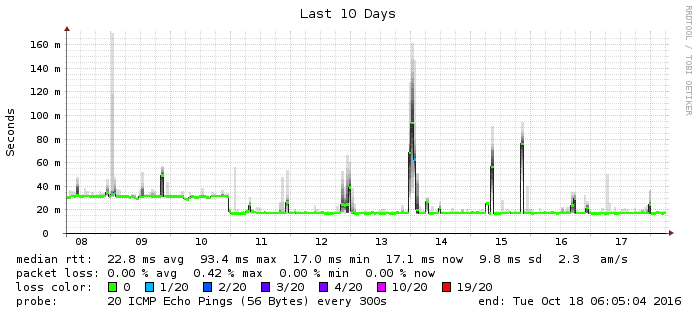 Last 10 Days
RRDTOOL / TOBI OETIKER
Seconds
160 m
140 m
120 m
100 m
80 m
60 m
40 m
20 m
0
08 09 10 11 12 13 14 15 16 17
median rtt: 22.8 ms avg 93.4 ms max 17.0 ms min 17.1 ms now 9.8 ms sd 2.3 am/s
packet loss: 0.00 % avg 0.42 % max 0.00 % min 0.00 % now
loss color: 0 1/20 2/20 3/20 4/20 10/20 19/20
probe: 20 ICMP Echo Pings (56 Bytes) every 300s end: Tue Oct 18 06:05:04 2016